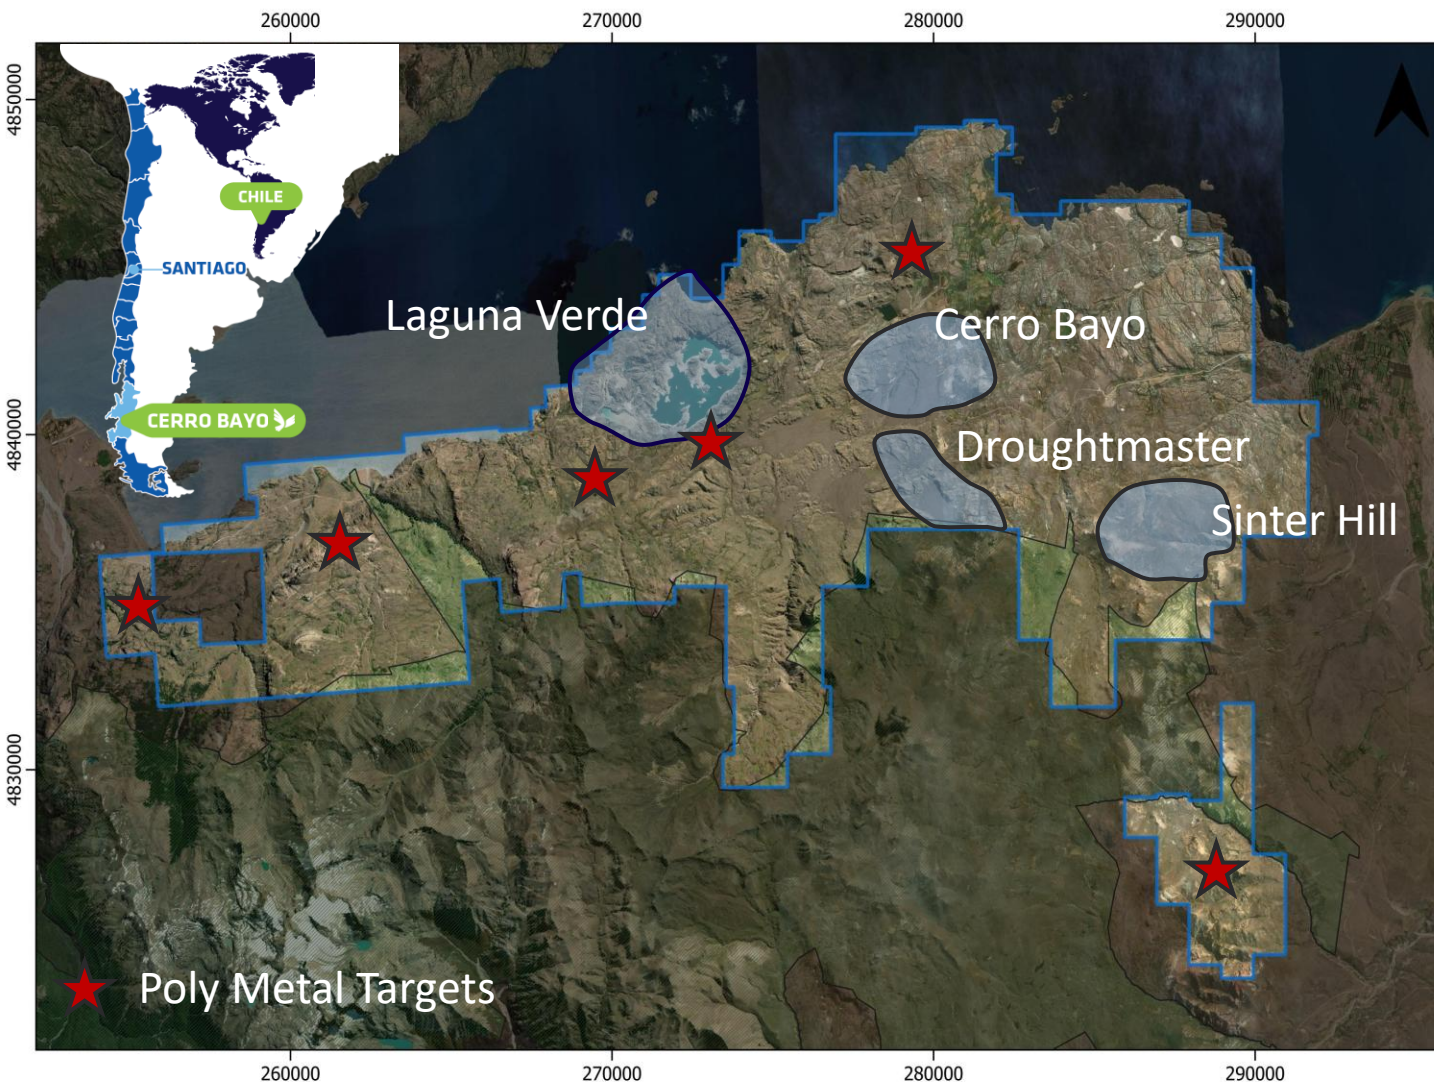 260000
270000
280000
290000
4850000
4840000
4830000
CHILE
SANTIAGO
CERRO BAYO
Laguna Verde
Cerro Bayo
Droughtmaster
Sinter Hill
Poly Metal Targets
260000
270000
280000
290000